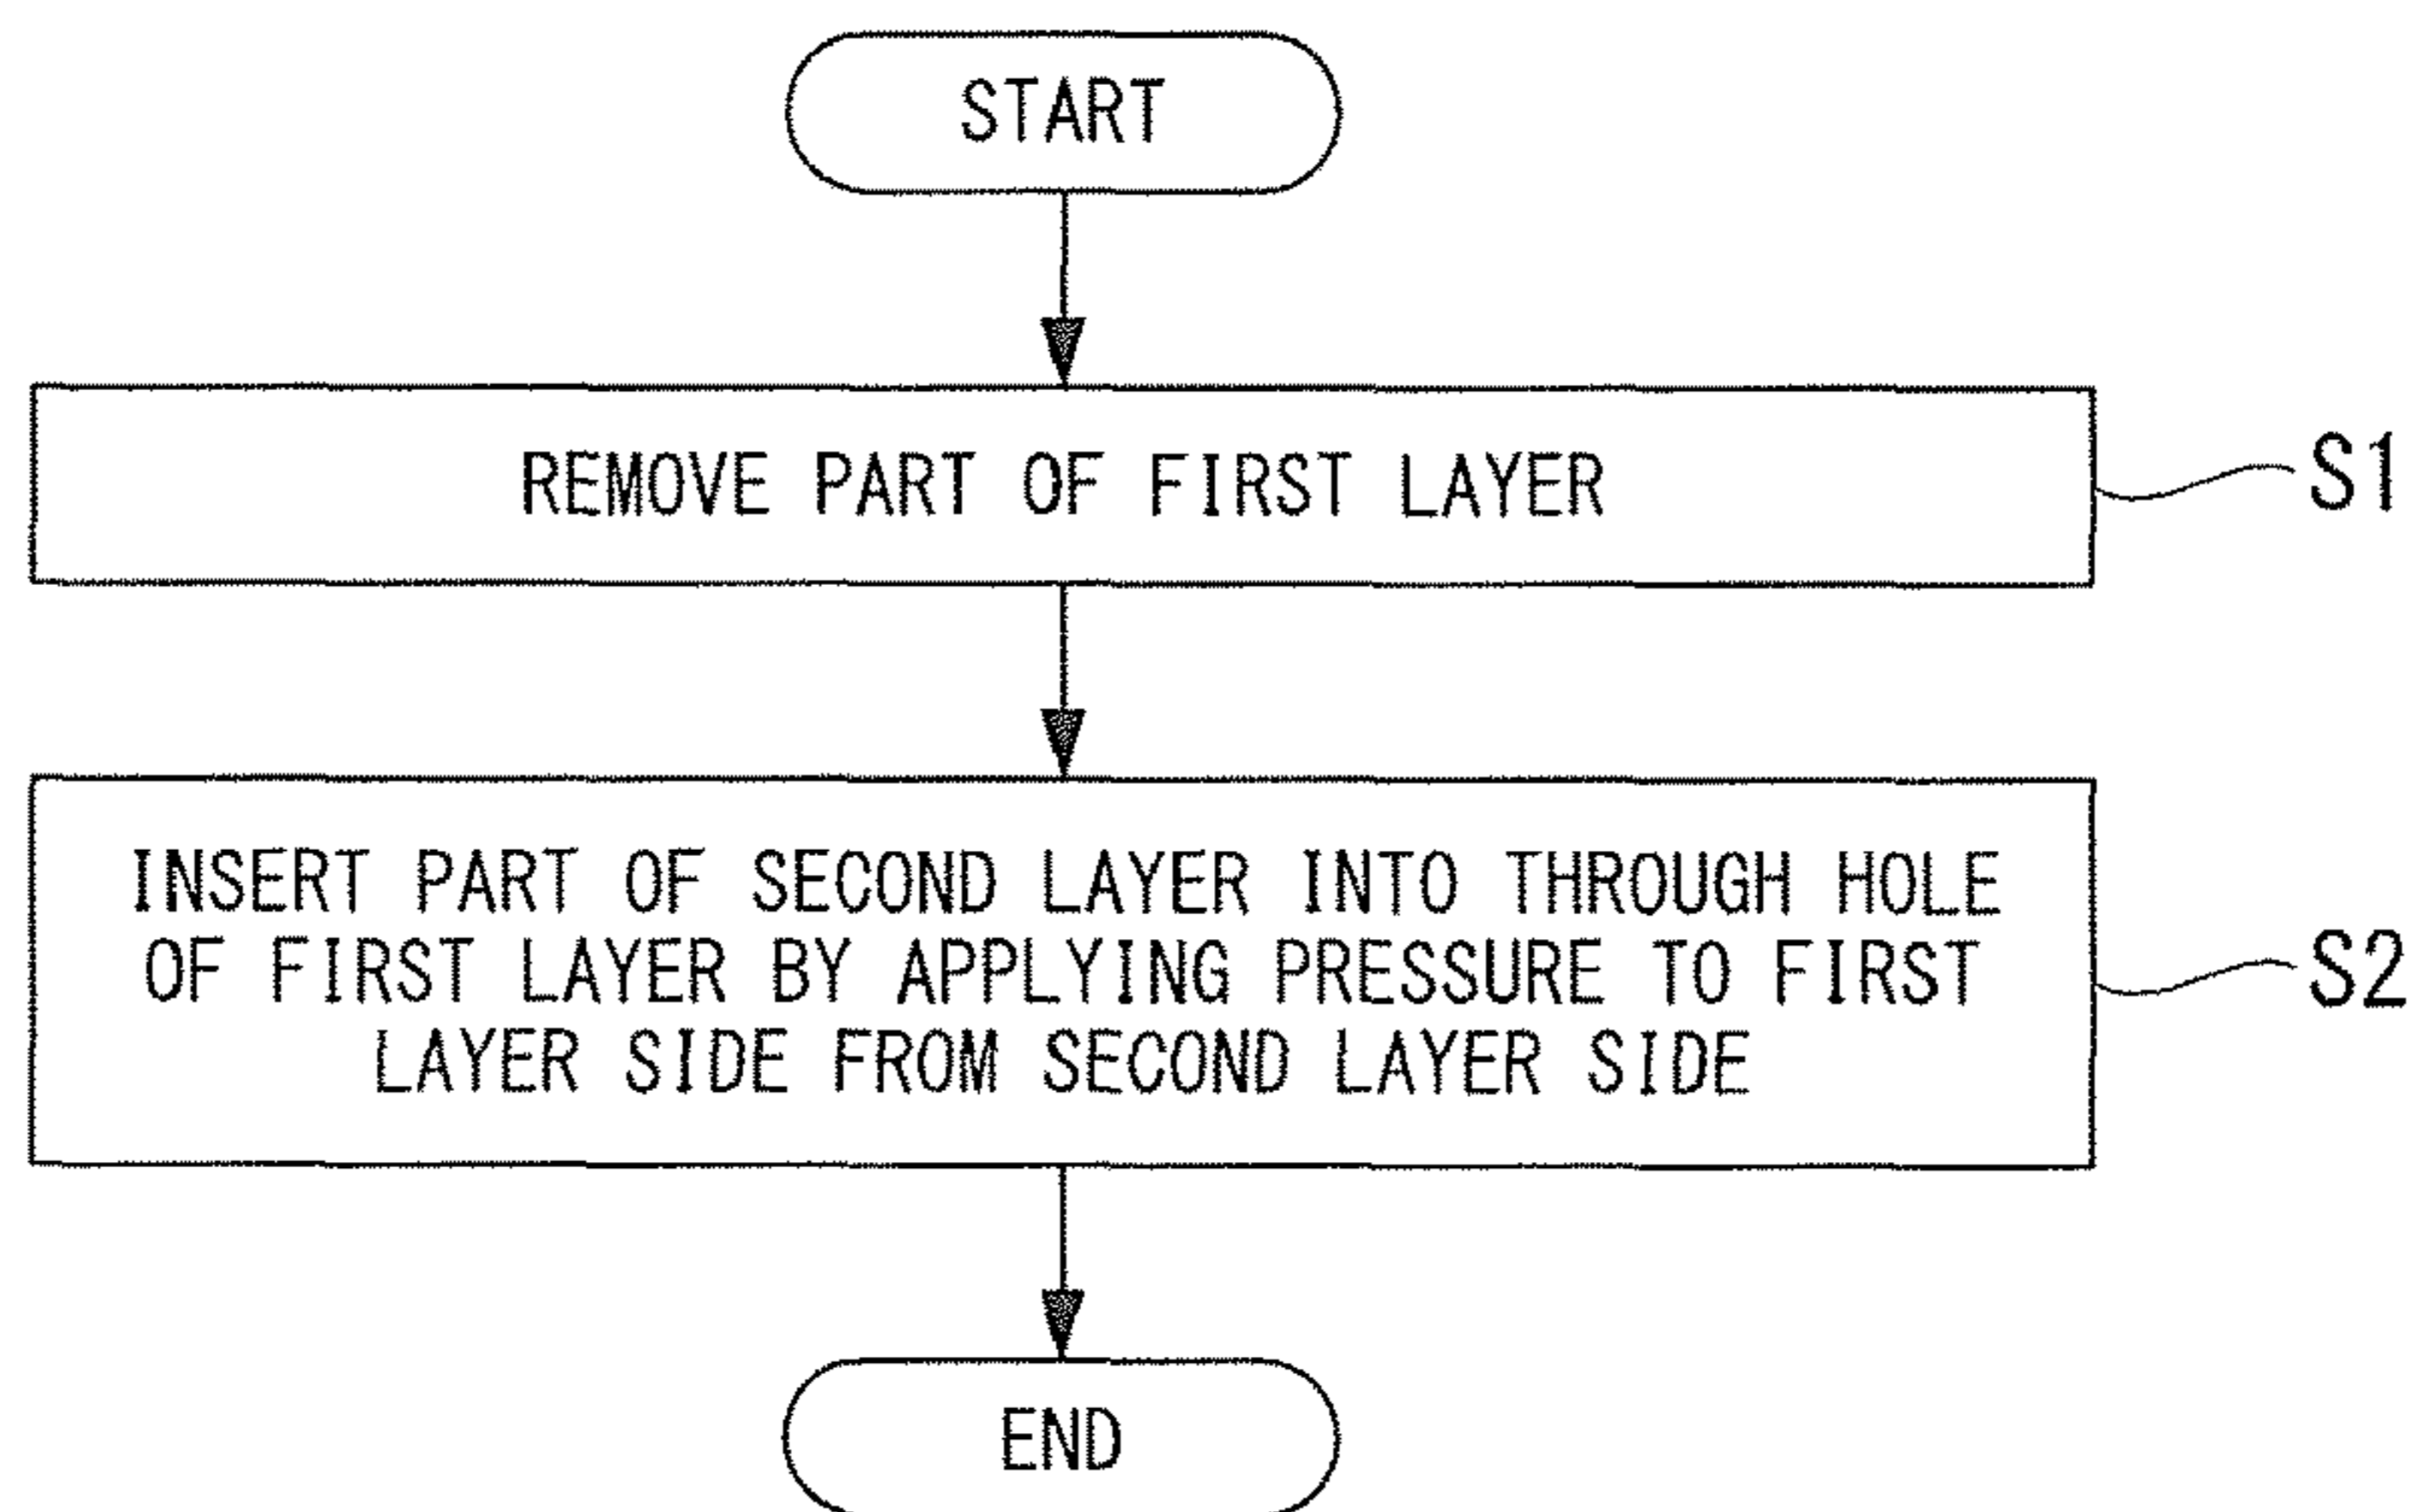 START
REMOVE PART OF FIRST LAYER
S1
INSERT PART OF SECOND LAYER INTO THROUGH HOLE
OF FIRST LAYER BY APPLYING PRESSURE TO FIRST
LAYER SIDE FROM SECOND LAYER SIDE
S2
END